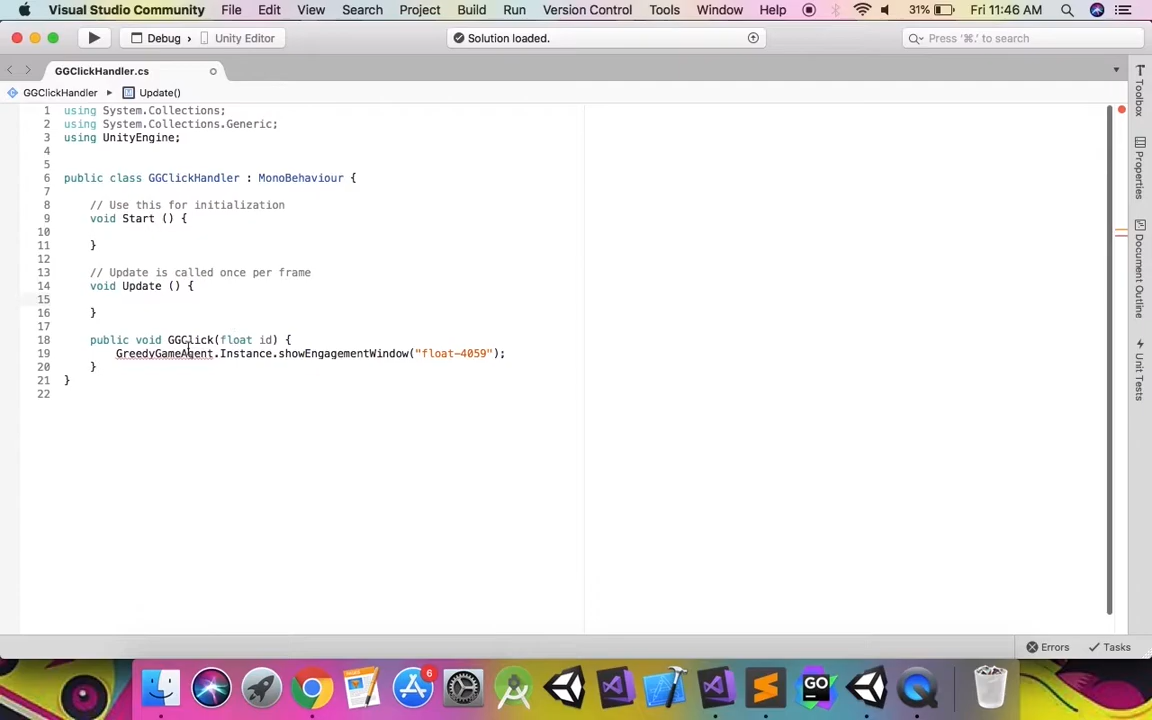 Visual Studio Community File Edit View Search Project Build Run Version Control Tools Window Help 31% Fri 11:46 AM
Debug › Unity Editor Solution loaded. Press '⌘.' to search
GGClickHandler.cs
GGClickHandler ▸ Update()
1 using System.Collections;
2 using System.Collections.Generic;
3 using UnityEngine;
4
5
6 public class GGClickHandler : MonoBehaviour {
7
8 // Use this for initialization
9 void Start () {
10
11 }
12
13 // Update is called once per frame
14 void Update () {
15
16 }
17
18 public void GGClick(float id) {
19 GreedyGameAgent.Instance.showEngagementWindow("float-4059");
20 }
21 }
22
Toolbox
Properties
Document Outline
Unit Tests
Errors Tasks
6
GO